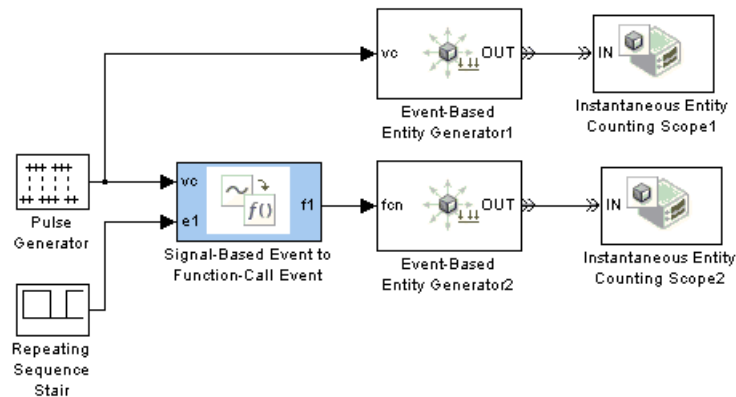 vc
OUT
IN
Event-Based
Entity Generator1
Instantaneous Entity
Counting Scope1
Pulse
Generator
vc
e1
f()
f1
Signal-Based Event to
Function-Call Event
fcn
OUT
IN
Event-Based
Entity Generator2
Instantaneous Entity
Counting Scope2
Repeating
Sequence
Stair